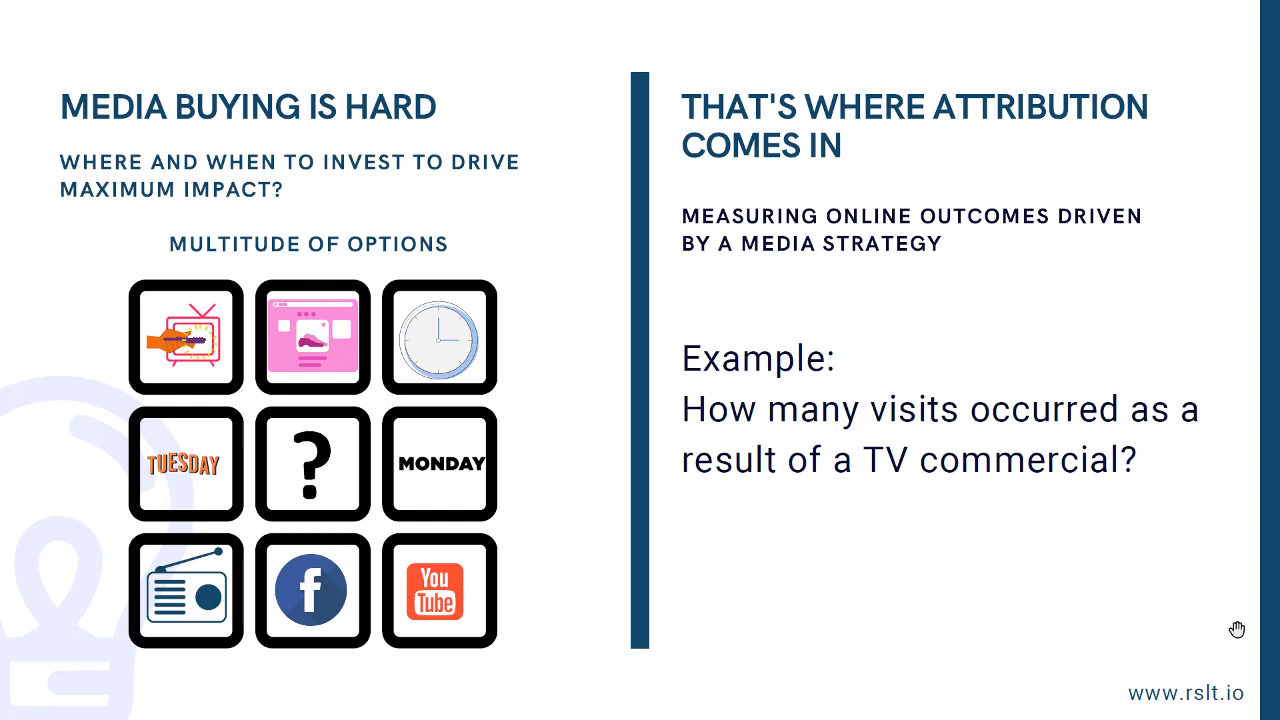 MEDIA BUYING IS HARD
WHERE AND WHEN TO INVEST TO DRIVE
MAXIMUM IMPACT?
MULTITUDE OF OPTIONS
TUESDAY
?
MONDAY
f
You
Tube
THAT'S WHERE ATTRIBUTION
COMES IN
MEASURING ONLINE OUTCOMES DRIVEN
BY A MEDIA STRATEGY
Example:
How many visits occurred as a
result of a TV commercial?
www.rslt.io